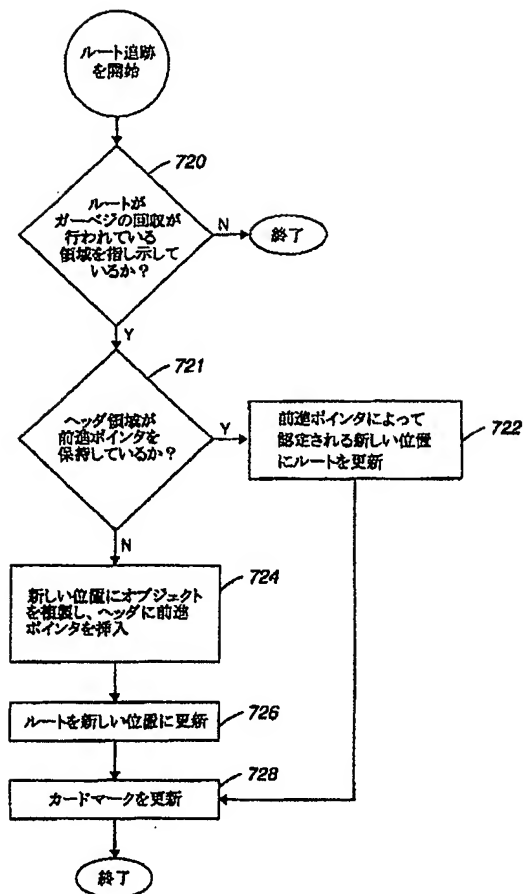 ルート追跡
を開始
720
ルートが
ガーベジの回収が
行われている
領域を指し示して
いるか?
N
終了
Y
721
ヘッダ領域が
前進ポインタを
保持しているか?
Y
前進ポインタによって
認定される新しい位置
にルートを更新
722
N
724
新しい位置にオブジェクト
を複製し、ヘッダに前進
ポインタを挿入
ルートを新しい位置に更新
726
728
カードマークを更新
終了